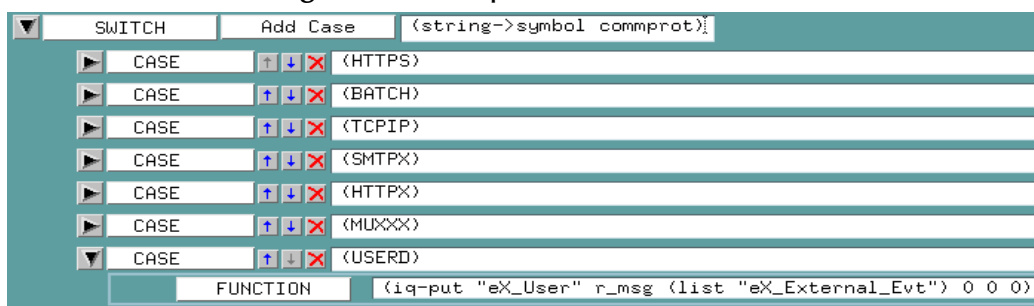 SWITCH Add Case (string->symbol commprot)
CASE (HTTPS)
CASE (BATCH)
CASE (TCPIP)
CASE (SMTPX)
CASE (HTTPX)
CASE (MUXXX)
CASE (USERD)
FUNCTION (iq-put "eX_User" r_msg (list "eX_External_Evt") 0 0 0)